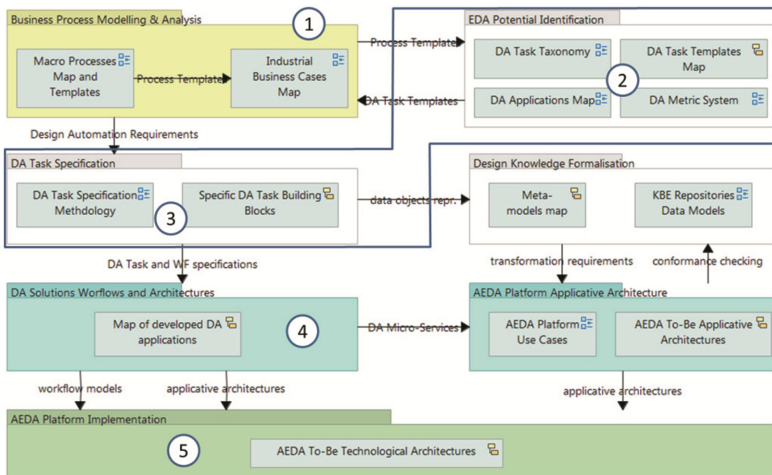 Business Process Modelling & Analysis
1
EDA Potential Identification
Macro Processes
Map and
Templates
Process Templates
Industrial
Business Cases
Map
Process Templates
DA Task Taxonomy
DA Task Templates
Map
2
DA Task Templates
DA Applications Map
DA Metric System
Design Automation Requirements
DA Task Specification
Design Knowledge Formalisation
DA Task Specification
Methdology
Specific DA Task Building
Blocks
3
data objects repr.
Meta-
models map
KBE Repositories
Data Models
DA Task and WF specifications
transformation requirements
conformance checking
DA Solutions Worflows and Architectures
AEDA Platform Applicative Architecture
Map of developed DA
applications
4
DA Micro-Services
AEDA Platform
Use Cases
AEDA To-Be Applicative
Architectures
workflow models
applicative architectures
applicative architectures
AEDA Platform Implementation
5
AEDA To-Be Technological Architectures